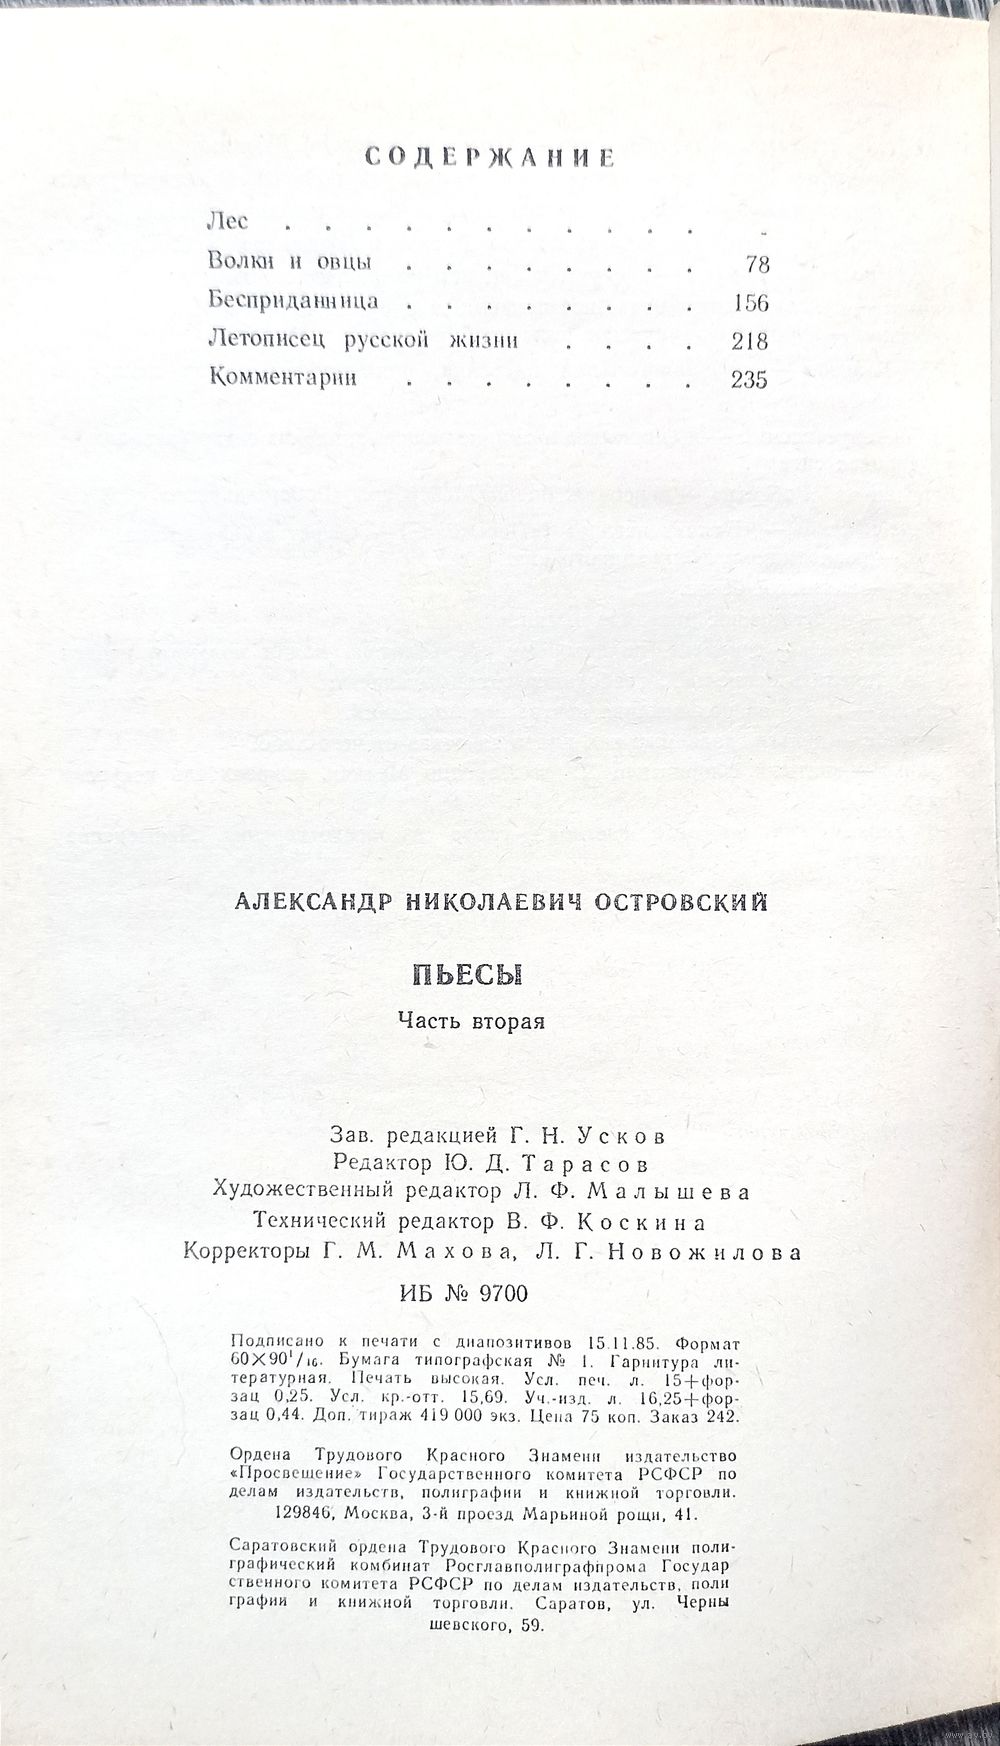 СОДЕРЖАНИЕ
Лес . . . . . . . . . . .
Волки и овцы . . . . . . . . 78
Бесприданница . . . . . . . . 156
Летописец русской жизни . . . . 218
Комментарии . . . . . . . . 235
АЛЕКСАНДР НИКОЛАЕВИЧ ОСТРОВСКИЙ
ПЬЕСЫ
Часть вторая
Зав. редакцией Г. Н. Усков
Редактор Ю. Д. Тарасов
Художественный редактор Л. Ф. Малышева
Технический редактор В. Ф. Коскина
Корректоры Г. М. Махова, Л. Г. Новожилова
ИБ № 9700
Подписано к печати с диапозитивов 15.11.85. Формат
60×90¹/₁₆. Бумага типографская № 1. Гарнитура ли-
тературная. Печать высокая. Усл. печ. л. 15+фор-
зац 0,25. Усл. кр.-отт. 15,69. Уч.-изд. л. 16,25+фор-
зац 0,44. Доп. тираж 419 000 экз. Цена 75 коп. Заказ 242.
Ордена Трудового Красного Знамени издательство
«Просвещение» Государственного комитета РСФСР по
делам издательств, полиграфии и книжной торговли.
129846, Москва, 3-й проезд Марьиной рощи, 41.
Саратовский ордена Трудового Красного Знамени поли-
графический комбинат Росглавполиграфпрома Государ
ственного комитета РСФСР по делам издательств, поли
графии и книжной торговли. Саратов, ул. Черны
шевского, 59.